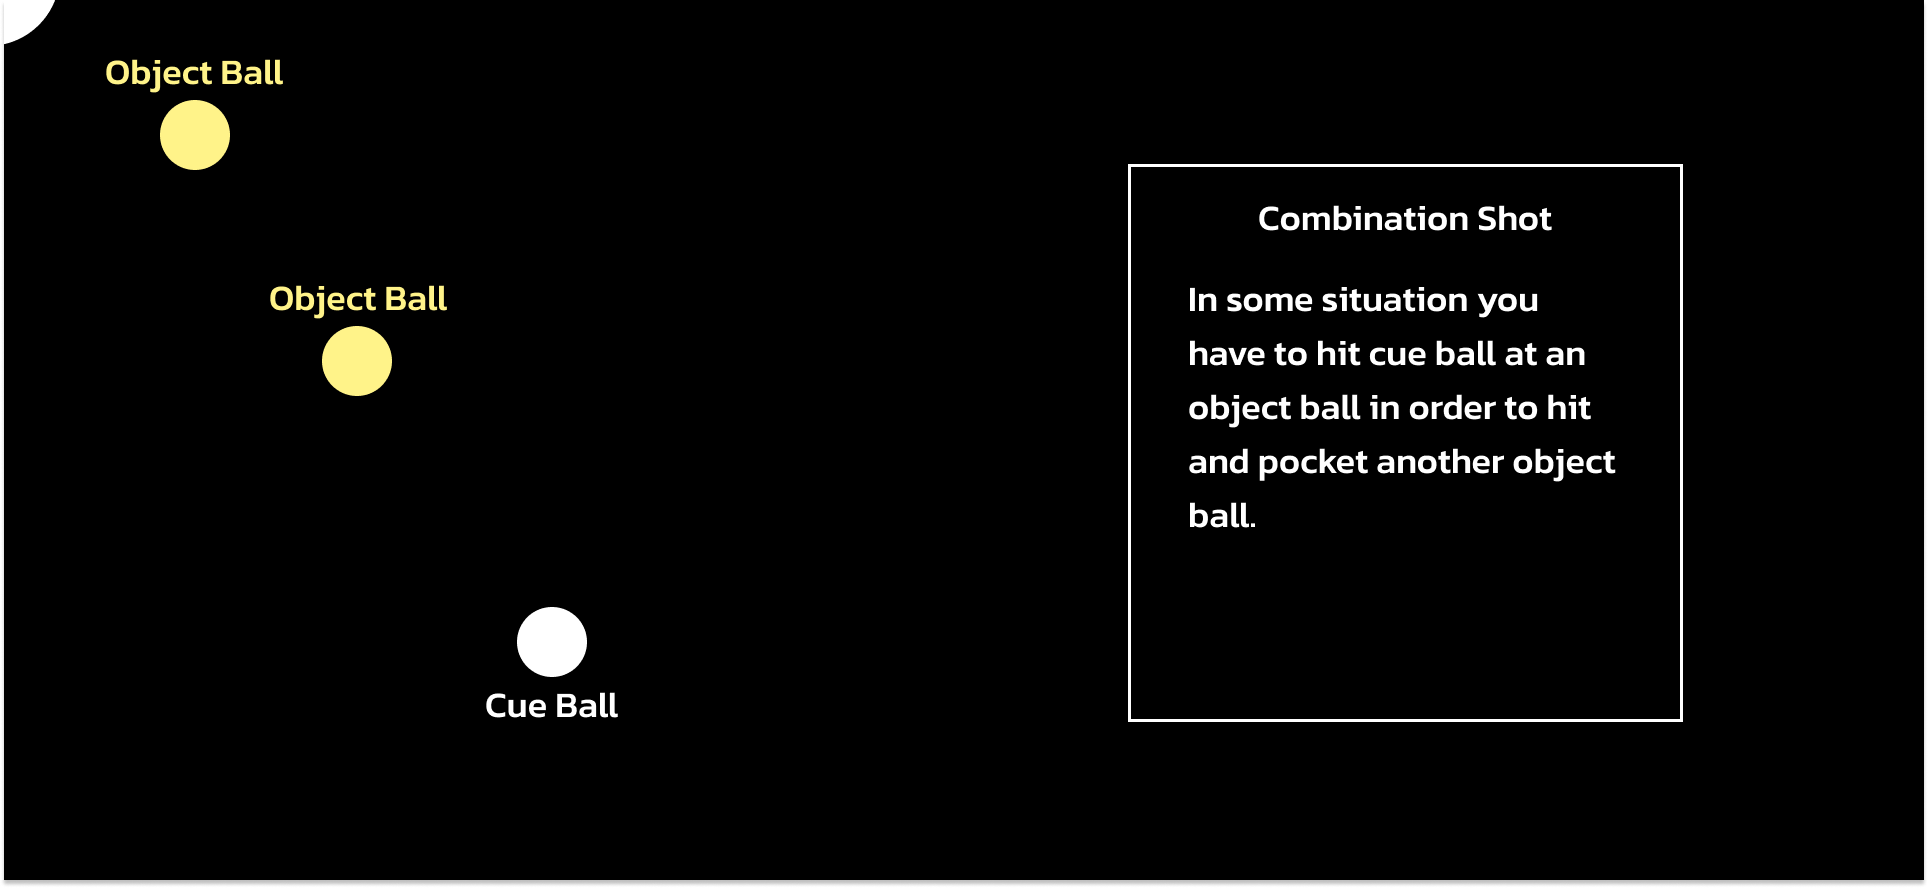 Object Ball
Object Ball
Cue Ball
Combination Shot
In some situation you
have to hit cue ball at an
object ball in order to hit
and pocket another object
ball.